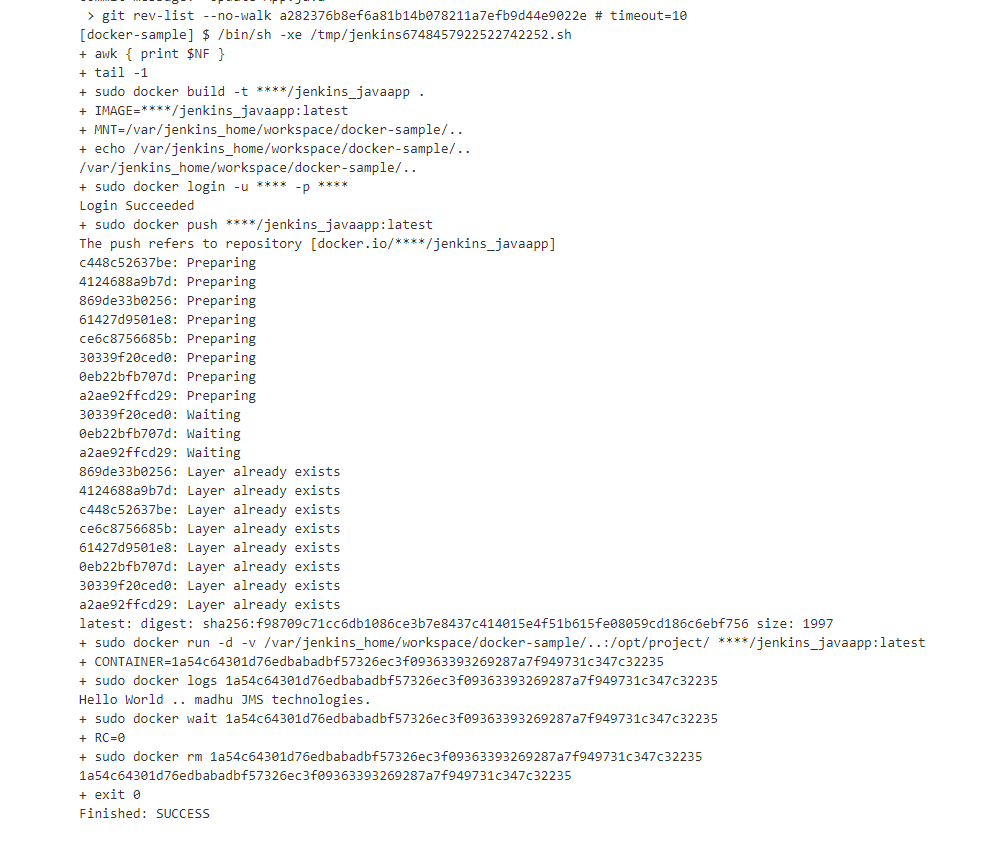 > git rev-list --no-walk a282376b8ef6a81b14b078211a7efb9d44e9022e # timeout=10
[docker-sample] $ /bin/sh -xe /tmp/jenkins6748457922522742252.sh
+ awk { print $NF }
+ tail -1
+ sudo docker build -t ****/jenkins_javaapp .
+ IMAGE=****/jenkins_javaapp:latest
+ MNT=/var/jenkins_home/workspace/docker-sample/..
+ echo /var/jenkins_home/workspace/docker-sample/..
/var/jenkins_home/workspace/docker-sample/..
+ sudo docker login -u **** -p ****
Login Succeeded
+ sudo docker push ****/jenkins_javaapp:latest
The push refers to repository [docker.io/****/jenkins_javaapp]
c448c52637be: Preparing
4124688a9b7d: Preparing
869de33b0256: Preparing
61427d9501e8: Preparing
ce6c8756685b: Preparing
30339f20ced0: Preparing
0eb22bfb707d: Preparing
a2ae92ffcd29: Preparing
30339f20ced0: Waiting
0eb22bfb707d: Waiting
a2ae92ffcd29: Waiting
869de33b0256: Layer already exists
4124688a9b7d: Layer already exists
c448c52637be: Layer already exists
ce6c8756685b: Layer already exists
61427d9501e8: Layer already exists
0eb22bfb707d: Layer already exists
30339f20ced0: Layer already exists
a2ae92ffcd29: Layer already exists
latest: digest: sha256:f98709c71cc6db1086ce3b7e8437c414015e4f51b615fe08059cd186c6ebf756 size: 1997
+ sudo docker run -d -v /var/jenkins_home/workspace/docker-sample/..:/opt/project/ ****/jenkins_javaapp:latest
+ CONTAINER=1a54c64301d76edbabadbf57326ec3f09363393269287a7f949731c347c32235
+ sudo docker logs 1a54c64301d76edbabadbf57326ec3f09363393269287a7f949731c347c32235
Hello World .. madhu JMS technologies.
+ sudo docker wait 1a54c64301d76edbabadbf57326ec3f09363393269287a7f949731c347c32235
+ RC=0
+ sudo docker rm 1a54c64301d76edbabadbf57326ec3f09363393269287a7f949731c347c32235
1a54c64301d76edbabadbf57326ec3f09363393269287a7f949731c347c32235
+ exit 0
Finished: SUCCESS